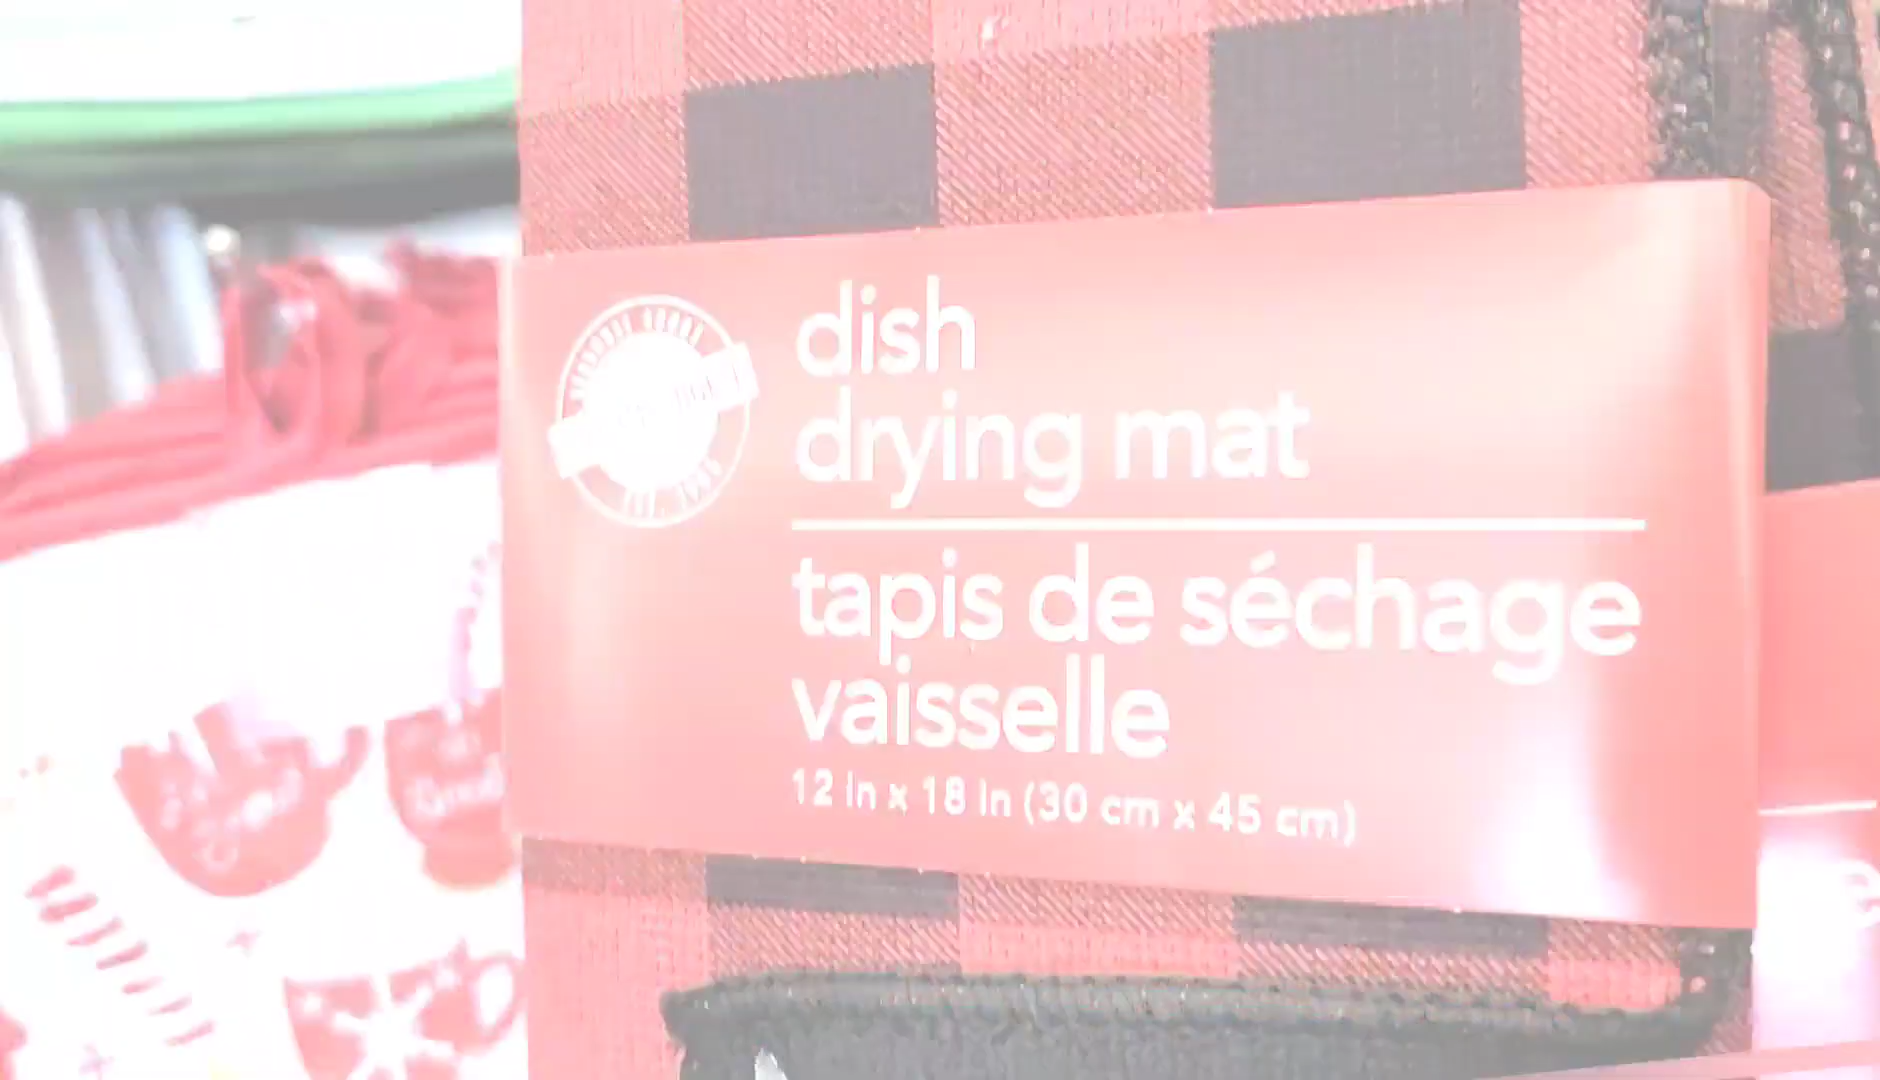 dish
drying mat
tapis de séchage
vaisselle
12 in x 18 in (30 cm x 45 cm)